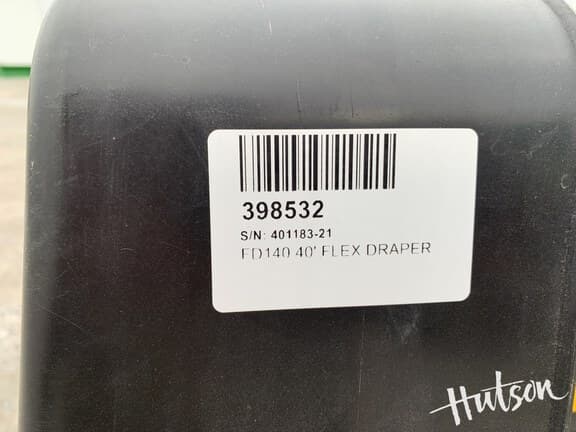 398532
S/N: 401183-21
FD140 40' FLEX DRAPER
Hutson